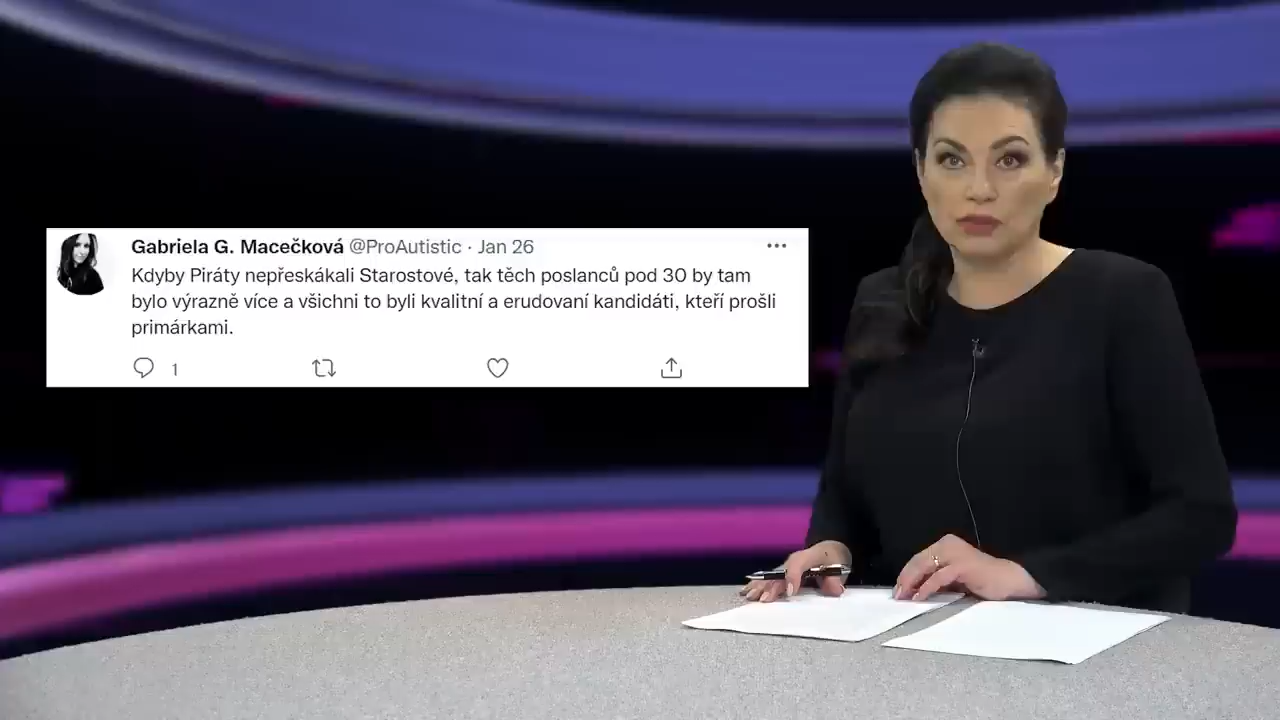 Gabriela G. Macečková @ProAutistic · Jan 26
Kdyby Piráty nepřeskákali Starostové, tak těch poslanců pod 30 by tam
bylo výrazně více a všichni to byli kvalitní a erudovaní kandidáti, kteří prošli
primárkami.
1